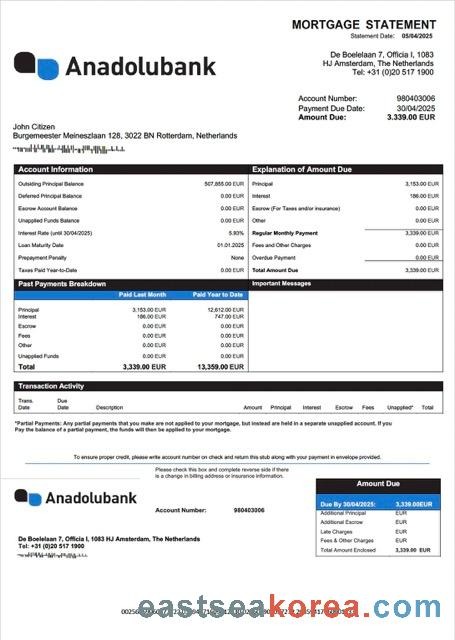 MORTGAGE STATEMENT
Statement Date: 05/04/2025
Anadolubank
De Boelelaan 7, Officia I, 1083
HJ Amsterdam, The Netherlands
Tel: +31 (0)20 517 1900
Account Number: 980403006
Payment Due Date: 30/04/2025
Amount Due: 3.339.00 EUR
John Citizen
Burgemeester Meineszlaan 128, 3022 BN Rotterdam, Netherlands
Account Information
Outsiding Principal Balance 507,855.00 EUR
Deferred Principal Balance 0.00 EUR
Escrow Account Balance 0.00 EUR
Unapplied Funds Balance 0.00 EUR
Interest Rate (until 30/04/2025) 5.93%
Loan Maturity Date 01.01.2025
Prepayment Penalty None
Taxes Paid Year-to-Date 0.00 EUR
Explanation of Amount Due
Principal 3,153.00 EUR
Interest 186.00 EUR
Escrow (For Taxes and/or insurance) 0.00 EUR
Other 0.00 EUR
Regular Monthly Payment 3,339.00 EUR
Fees and Other Charges 0.00 EUR
Overdue Payment 0.00 EUR
Total Amount Due 3,339.00 EUR
Past Payments Breakdown
Paid Last Month Paid Year to Date
Principal 3,153.00 EUR 12,612.00 EUR
Interest 186.00 EUR 747.00 EUR
Escrow 0.00 EUR 0.00 EUR
Fees 0.00 EUR 0.00 EUR
Other 0.00 EUR 0.00 EUR
Unapplied Funds 0.00 EUR 0.00 EUR
Total 3,339.00 EUR 13,359.00 EUR
Important Messages
Transaction Activity
Trans. Date Due Date Description Amount Principal Interest Escrow Fees Unapplied* Total
*Partial Payments: Any partial payments that you make are not applied to your mortgage, but instead are held in a separate unapplied account. If you
Pay the balance of a partial payment, the funds will then be applied to your mortgage.
To ensure proper credit, please write account number on check and return this stub along with your payment in envelope provided.
Please check this box and complete reverse side if there
is a change in billing address or insurance information.
Anadolubank
Account Number: 980403006
De Boelelaan 7, Officia I, 1083 HJ Amsterdam, The Netherlands
Tel: +31 (0)20 517 1900
Amount Due
Due By 30/04/2025: 3,339.00EUR
Additional Principal EUR
Additional Escrow EUR
Late Charges EUR
Fees & Other Charges EUR
Total Amount Enclosed 3,339.00 EUR
eastseakorea.com